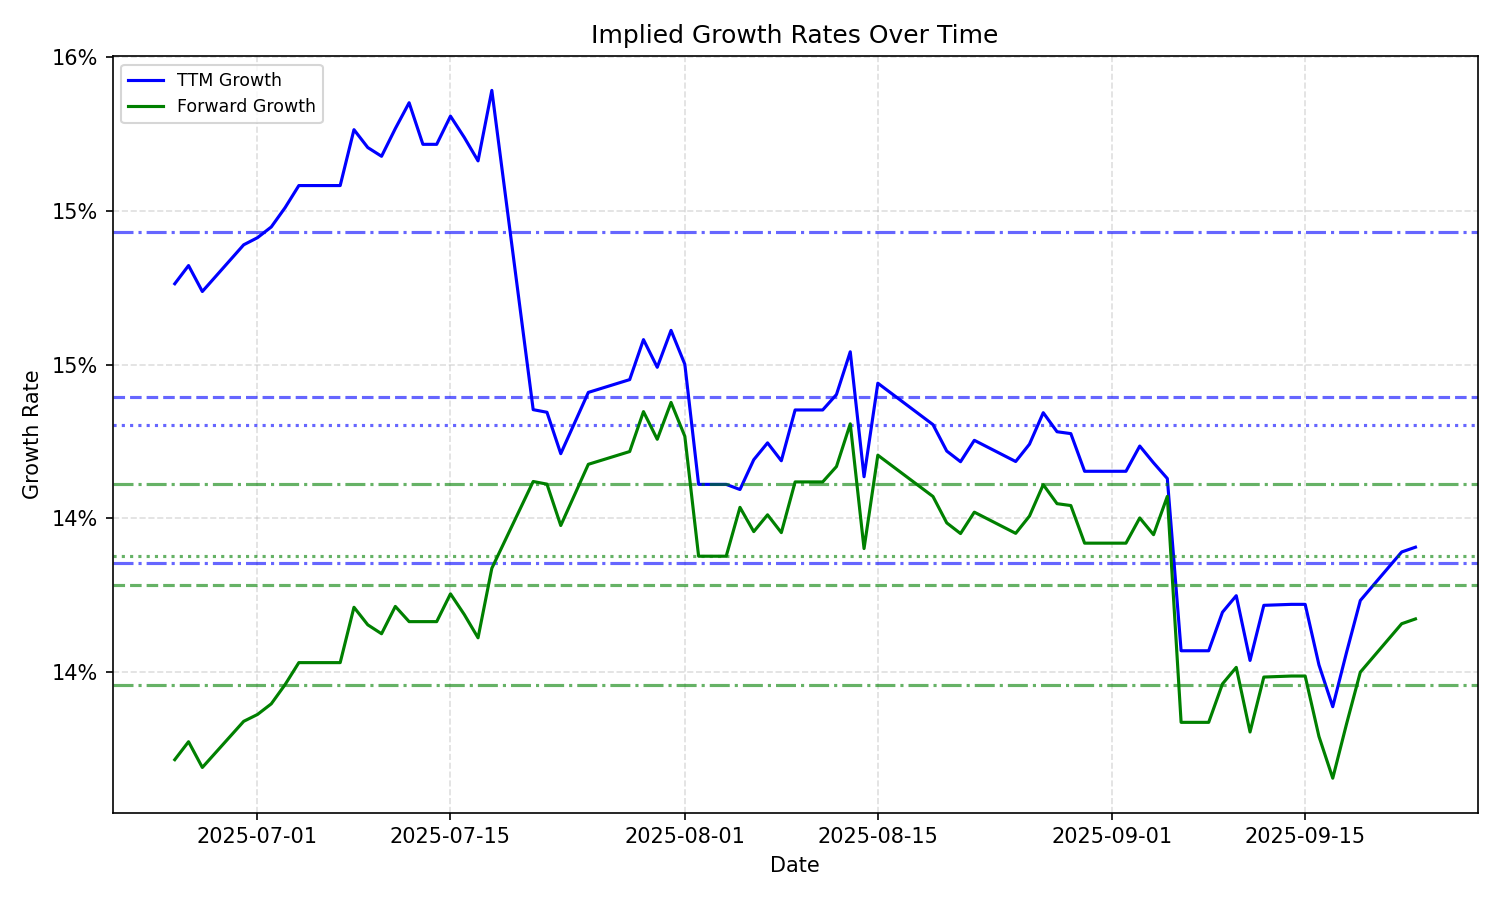 Implied Growth Rates Over Time
16%
15%
15%
14%
14%
Growth Rate
TTM Growth
Forward Growth
2025-07-01
2025-07-15
2025-08-01
2025-08-15
2025-09-01
2025-09-15
Date